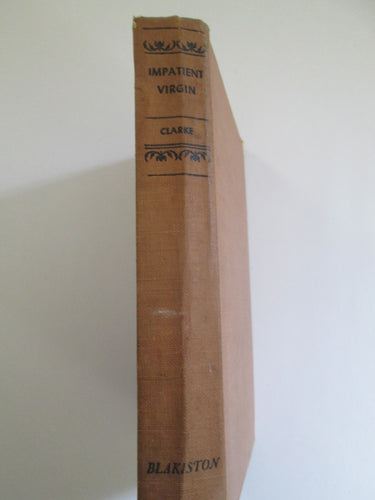 IMPATIENT
VIRGIN
CLARKE
BLAKISTON